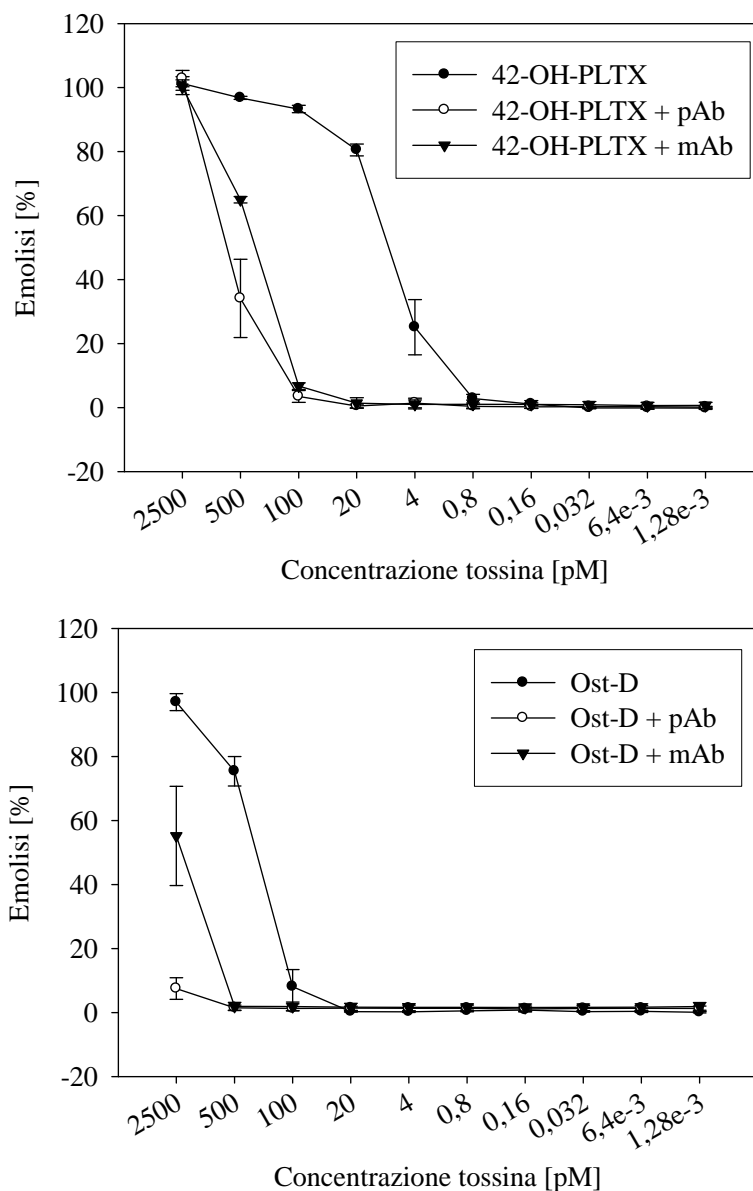 120
100
80
60
40
20
0
-20
Emolisi [%]
42-OH-PLTX
42-OH-PLTX + pAb
42-OH-PLTX + mAb
2500 500 100 20 4 0,8 0,16 0,032 6,4e-3 1,28e-3
Concentrazione tossina [pM]
120
100
80
60
40
20
0
-20
Emolisi [%]
Ost-D
Ost-D + pAb
Ost-D + mAb
2500 500 100 20 4 0,8 0,16 0,032 6,4e-3 1,28e-3
Concentrazione tossina [pM]